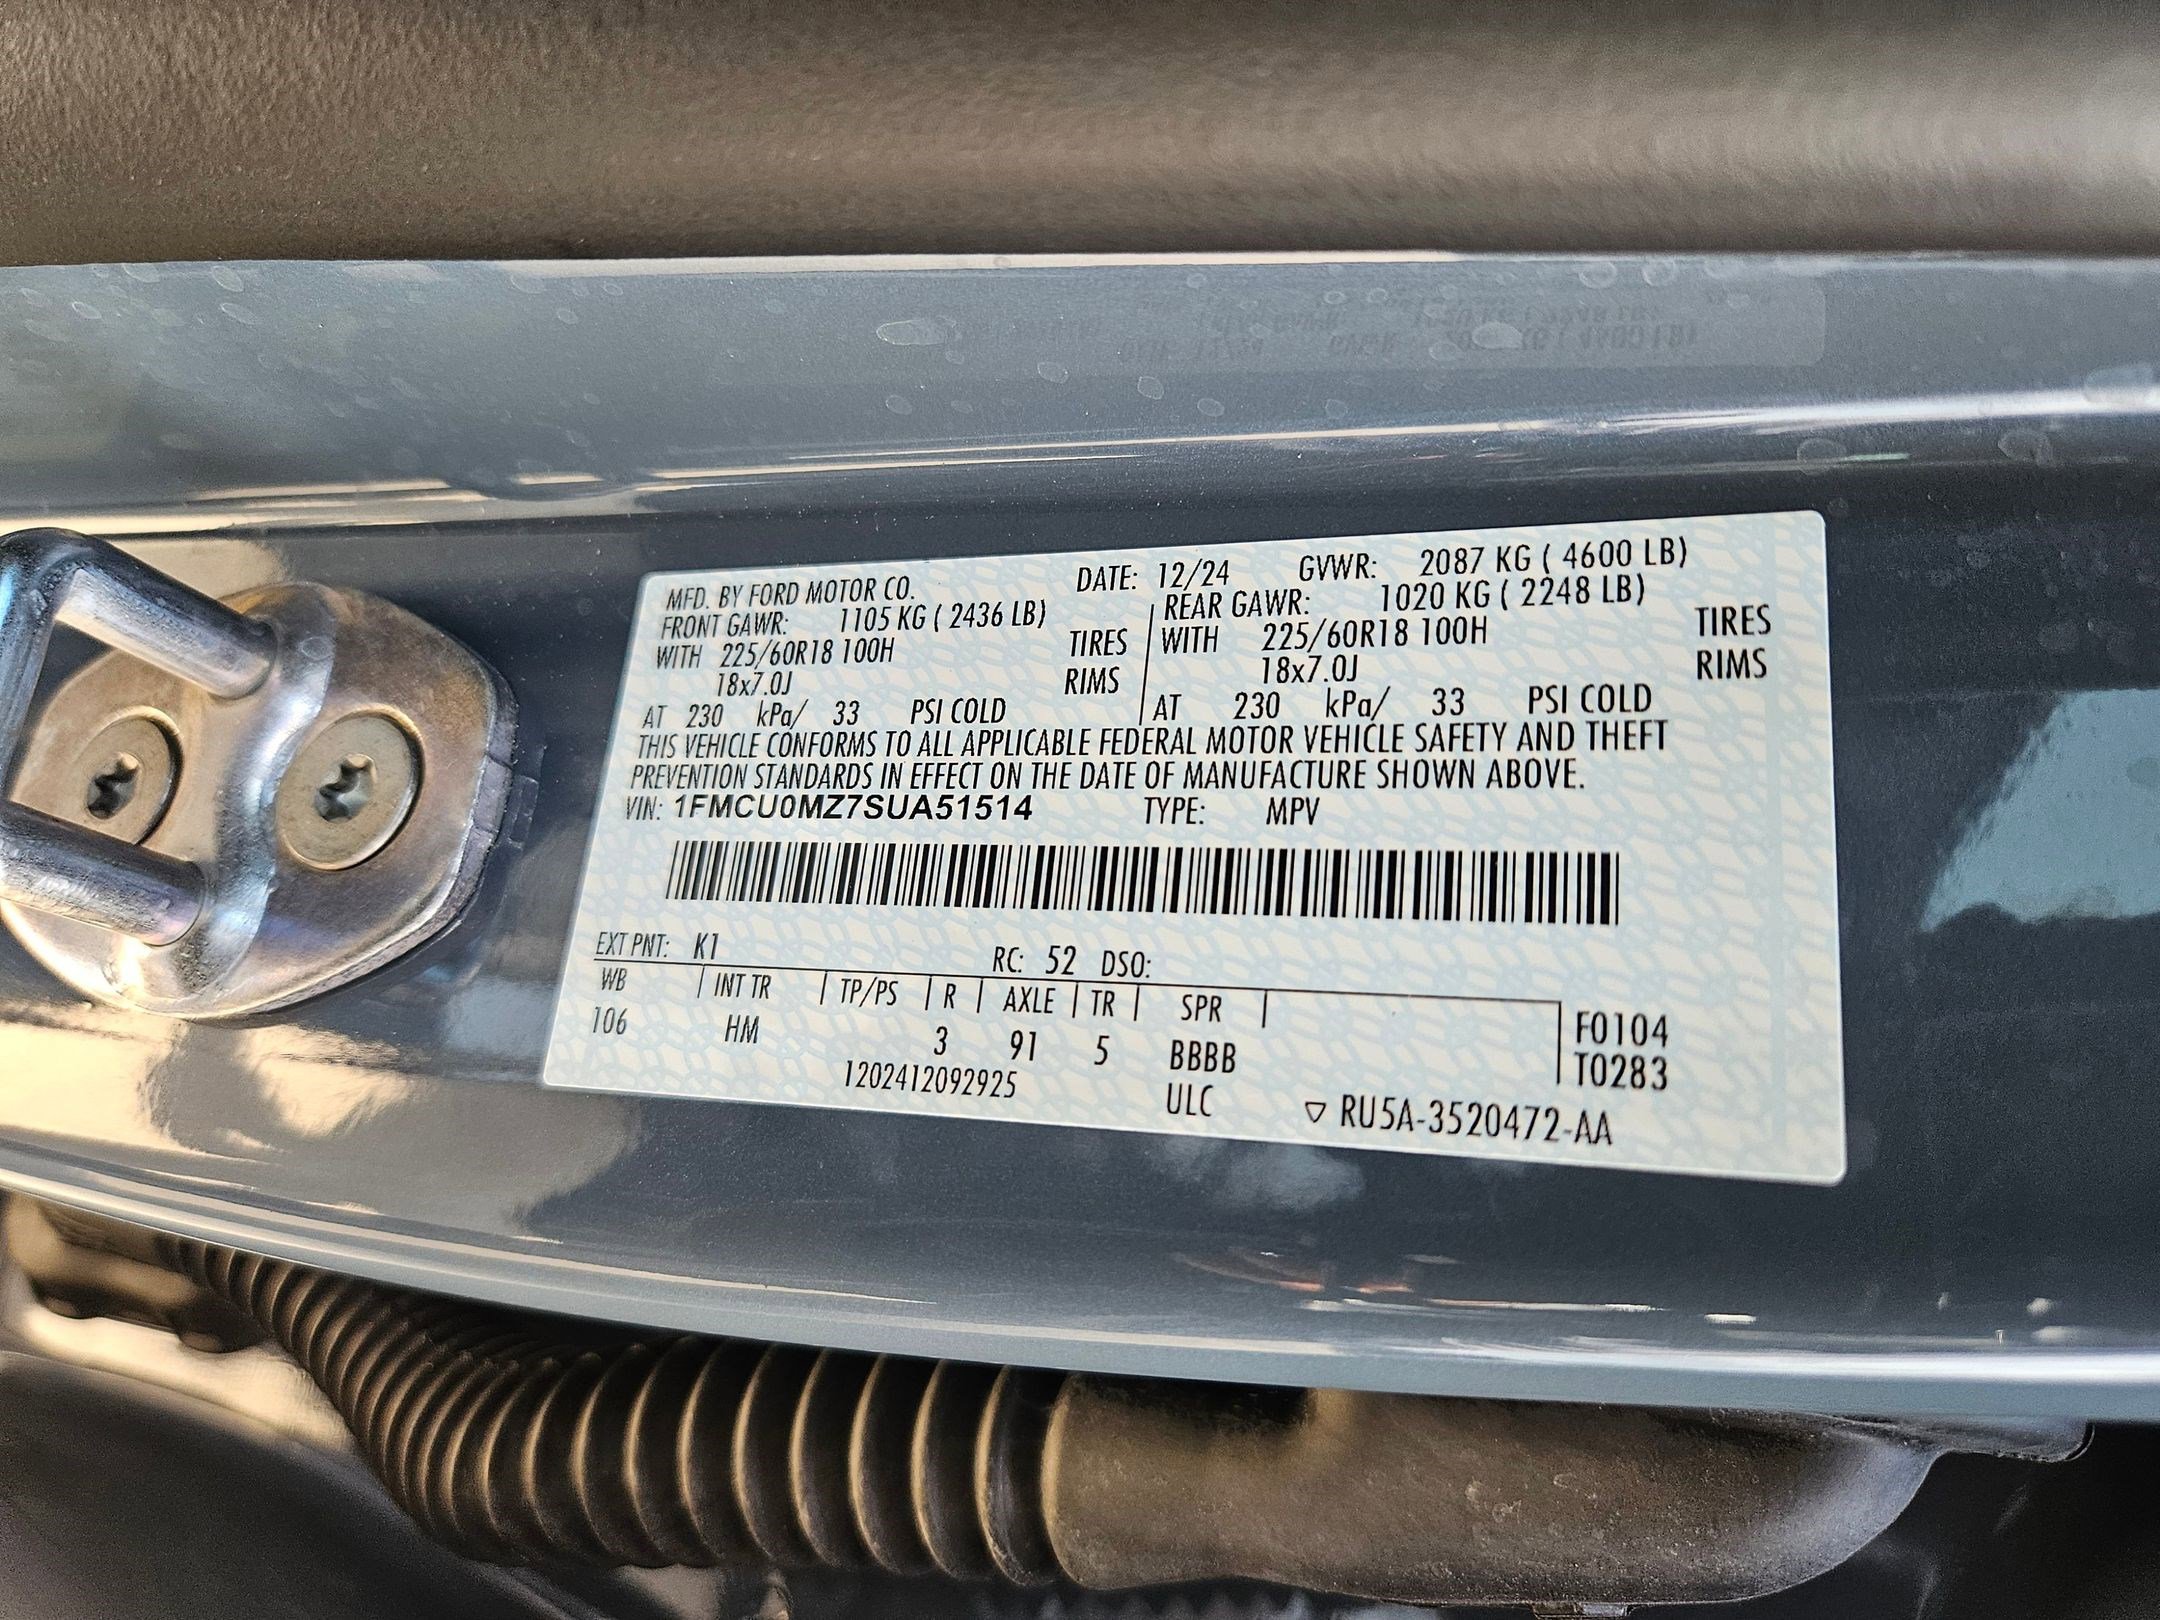 MFD. BY FORD MOTOR CO. DATE: 12/24 GVWR: 2087 KG ( 4600 LB)
FRONT GAWR: 1105 KG ( 2436 LB) REAR GAWR: 1020 KG ( 2248 LB)
WITH 225/60R18 100H TIRES WITH 225/60R18 100H TIRES
18x7.0J RIMS 18x7.0J RIMS
AT 230 kPa/ 33 PSI COLD AT 230 kPa/ 33 PSI COLD
THIS VEHICLE CONFORMS TO ALL APPLICABLE FEDERAL MOTOR VEHICLE SAFETY AND THEFT
PREVENTION STANDARDS IN EFFECT ON THE DATE OF MANUFACTURE SHOWN ABOVE.
VIN: 1FMCU0MZ7SUA51514 TYPE: MPV
EXT PNT: K1 RC: 52 DSO:
WB INT TR TP/PS R AXLE TR SPR F0104
106 HM 3 91 5 BBBB T0283
1202412092925 ULC ▽ RU5A-3520472-AA